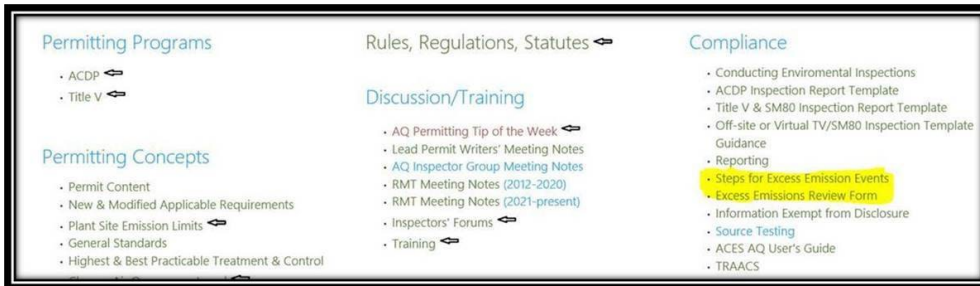 Permitting Programs
• ACDP ⇦
• Title V ⇦
Permitting Concepts
• Permit Content
• New & Modified Applicable Requirements
• Plant Site Emission Limits ⇦
• General Standards
• Highest & Best Practicable Treatment & Control
Rules, Regulations, Statutes ⇦
Discussion/Training
• AQ Permitting Tip of the Week ⇦
• Lead Permit Writers' Meeting Notes
• AQ Inspector Group Meeting Notes
• RMT Meeting Notes (2012-2020)
• RMT Meeting Notes (2021-present)
• Inspectors' Forums ⇦
• Training ⇦
Compliance
• Conducting Enviromental Inspections
• ACDP Inspection Report Template
• Title V & SM80 Inspection Report Template
• Off-site or Virtual TV/SM80 Inspection Template
Guidance
• Reporting
• Steps for Excess Emission Events
• Excess Emissions Review Form
• Information Exempt from Disclosure
• Source Testing
• ACES AQ User's Guide
• TRAACS